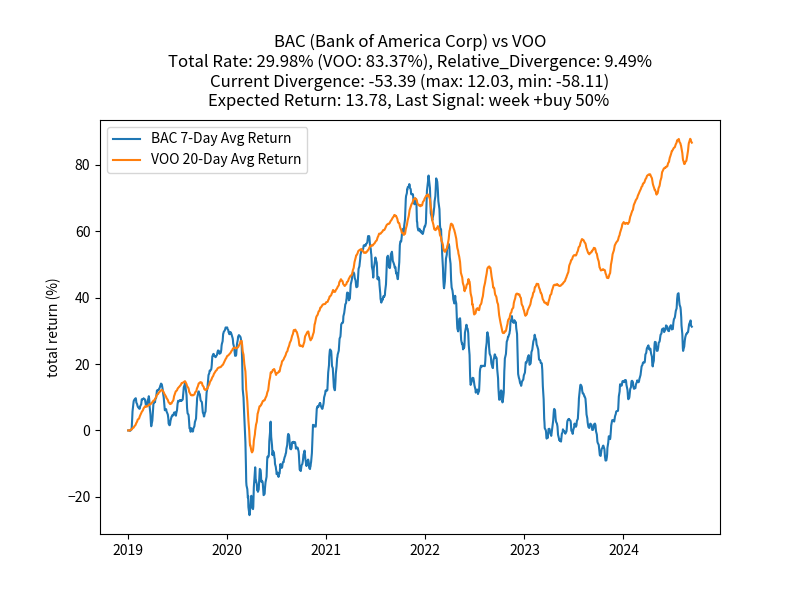 BAC (Bank of America Corp) vs VOO
Total Rate: 29.98% (VOO: 83.37%), Relative_Divergence: 9.49%
Current Divergence: -53.39 (max: 12.03, min: -58.11)
Expected Return: 13.78, Last Signal: week +buy 50%
BAC 7-Day Avg Return
VOO 20-Day Avg Return
total return (%)
80
60
40
20
0
−20
2019
2020
2021
2022
2023
2024